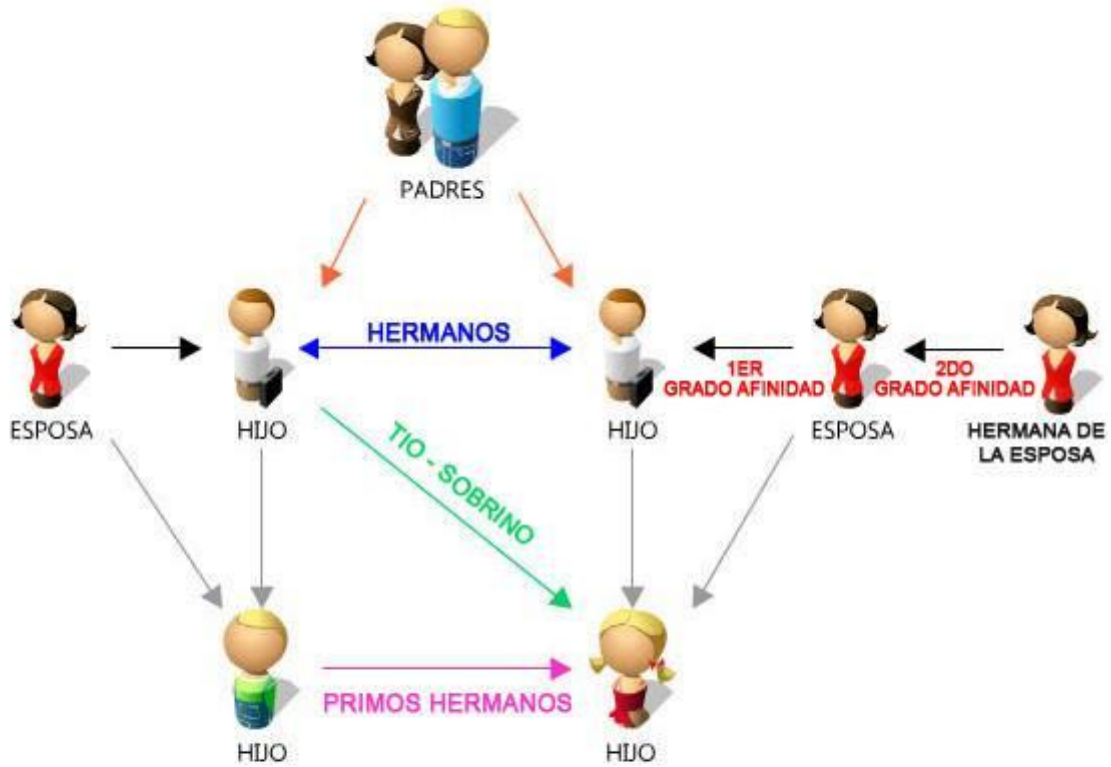 PADRES
HERMANOS
1ER
GRADO AFINIDAD
2DO
GRADO AFINIDAD
ESPOSA
HIJO
HIJO
ESPOSA
HERMANA DE
LA ESPOSA
TIO - SOBRINO
PRIMOS HERMANOS
HIJO
HIJO